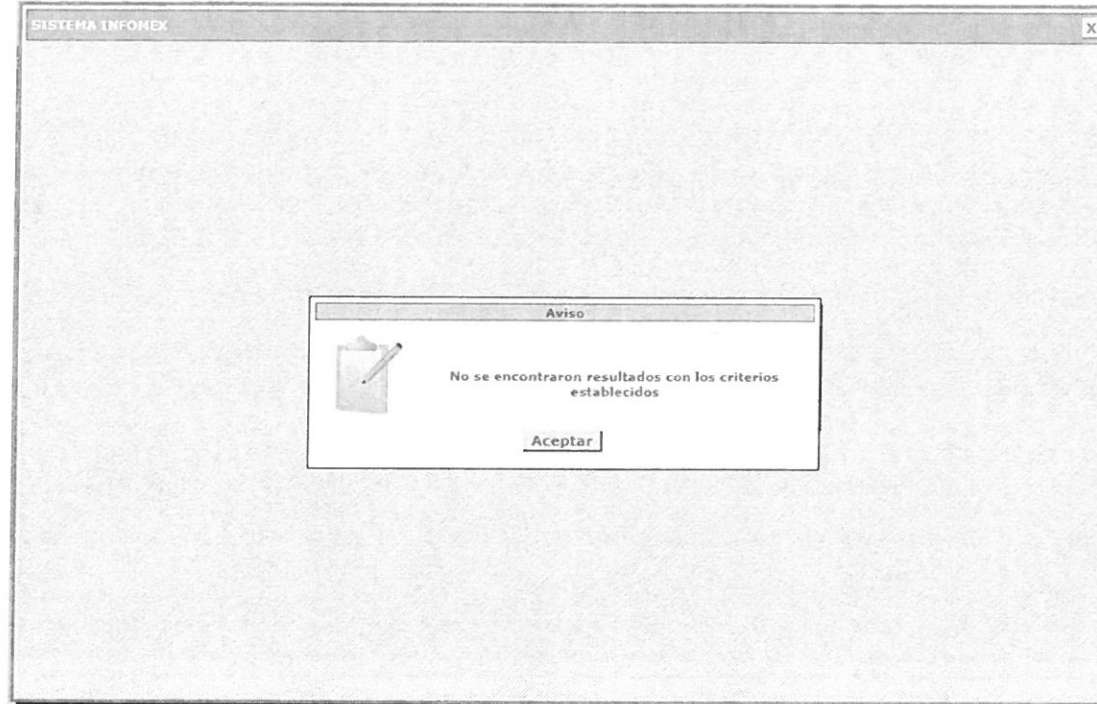 SISTEMA INFOMEX
X
Aviso
No se encontraron resultados con los criterios
establecidos
Aceptar